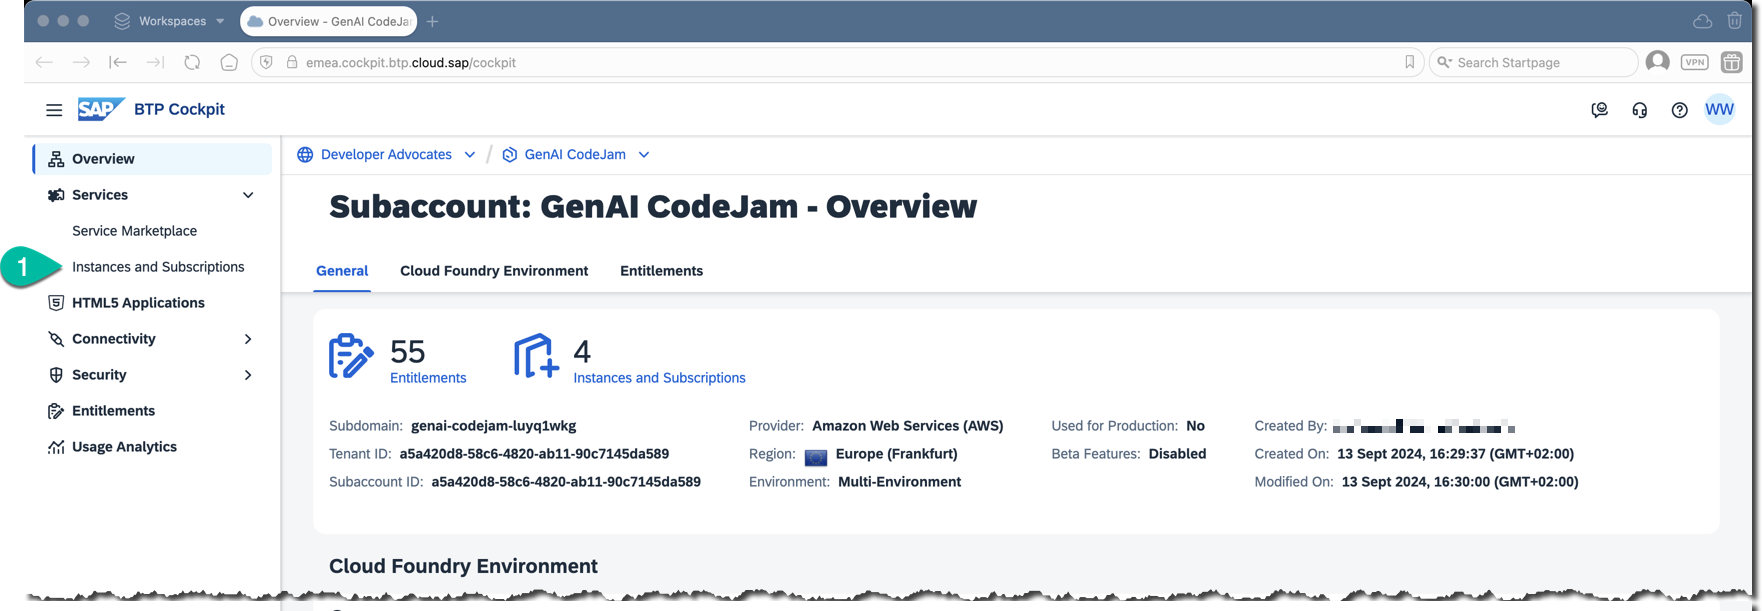 Workspaces
Overview - GenAI CodeJa
emea.cockpit.btp.cloud.sap/cockpit
Search Startpage
VPN
SAP BTP Cockpit
WW
Overview
Services
Service Marketplace
1
Instances and Subscriptions
HTML5 Applications
Connectivity
Security
Entitlements
Usage Analytics
Developer Advocates / GenAI CodeJam
Subaccount: GenAI CodeJam - Overview
General Cloud Foundry Environment Entitlements
55
Entitlements
4
Instances and Subscriptions
Subdomain: genai-codejam-luyq1wkg
Tenant ID: a5a420d8-58c6-4820-ab11-90c7145da589
Subaccount ID: a5a420d8-58c6-4820-ab11-90c7145da589
Provider: Amazon Web Services (AWS)
Region: Europe (Frankfurt)
Environment: Multi-Environment
Used for Production: No
Beta Features: Disabled
Created By:
Created On: 13 Sept 2024, 16:29:37 (GMT+02:00)
Modified On: 13 Sept 2024, 16:30:00 (GMT+02:00)
Cloud Foundry Environment